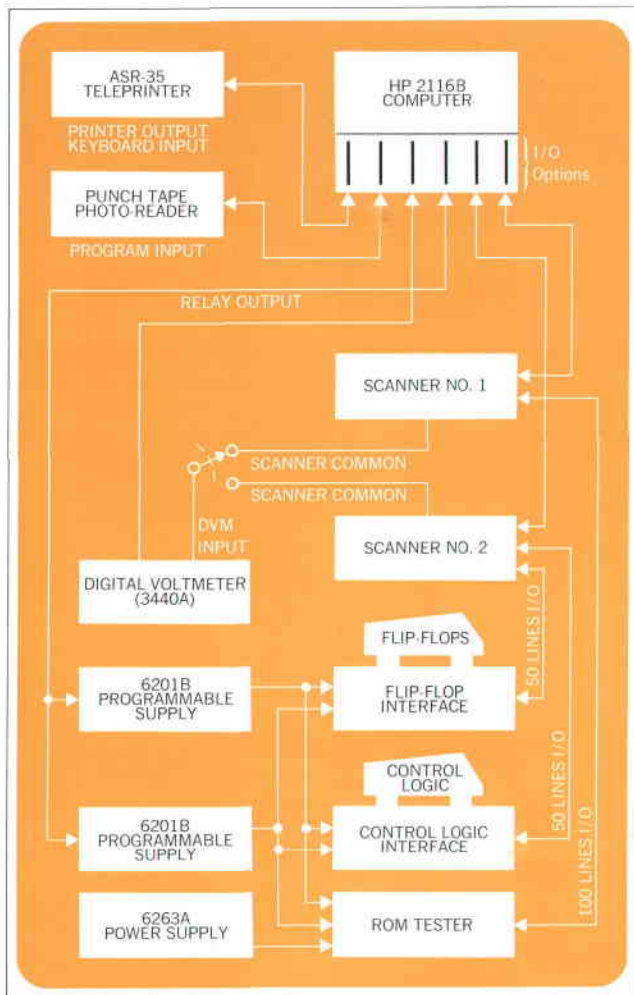 ASR-35
TELEPRINTER
PRINTER OUTPUT
KEYBOARD INPUT
HP 2116B
COMPUTER
I/O
Options
PUNCH TAPE
PHOTO-READER
PROGRAM INPUT
RELAY OUTPUT
SCANNER NO. 1
SCANNER COMMON
SCANNER COMMON
DVM
INPUT
SCANNER NO. 2
DIGITAL VOLTMETER
(3440A)
FLIP-FLOPS
6201B
PROGRAMMABLE
SUPPLY
FLIP-FLOP
INTERFACE
50 LINES I/O
CONTROL
LOGIC
6201B
PROGRAMMABLE
SUPPLY
CONTROL LOGIC
INTERFACE
50 LINES I/O
100 LINES I/O
6263A
POWER SUPPLY
ROM TESTER